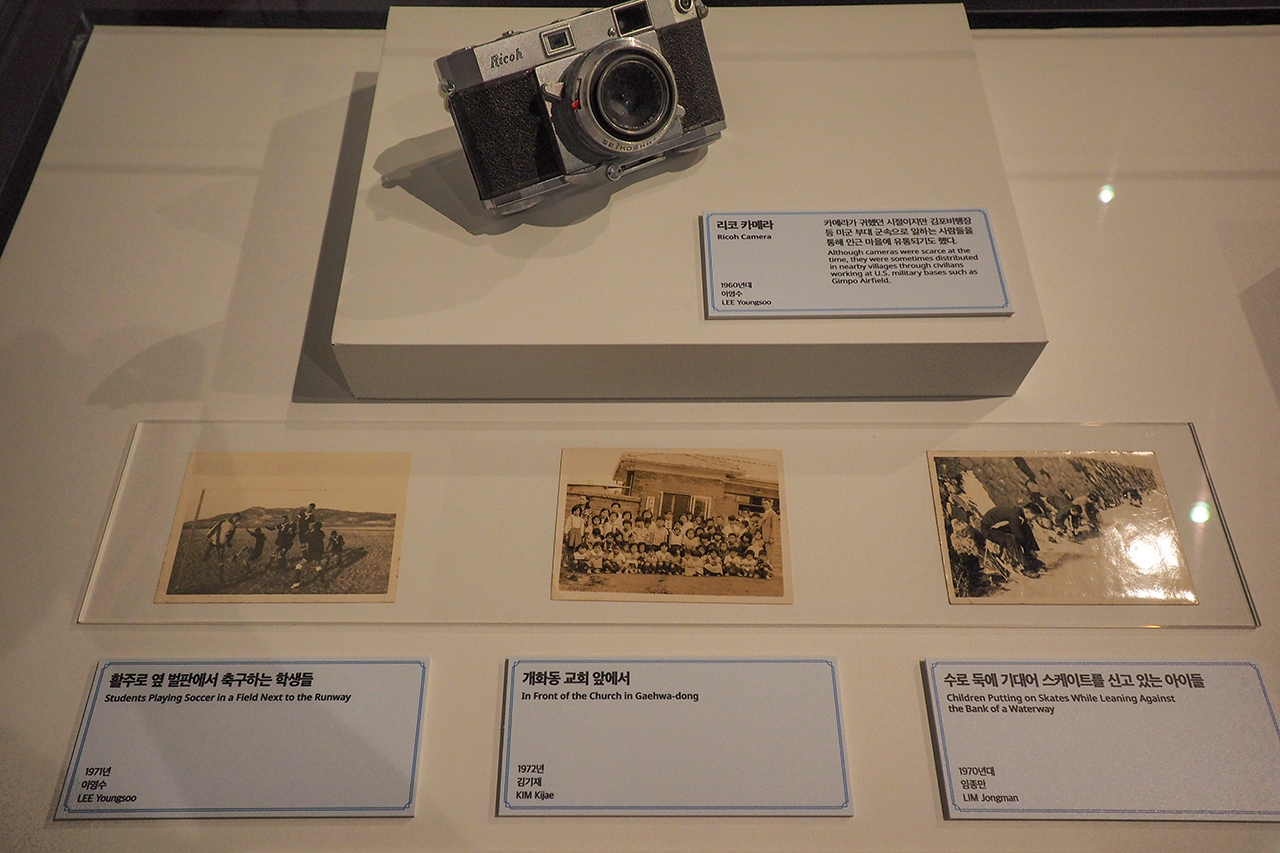 Ricoh
SEIKOSHA
리코 카메라
Ricoh Camera
1960년대
이영수
LEE Youngsoo
카메라가 귀했던 시절이지만 김포비행장
등 미군 부대 군속으로 일하는 사람들을
통해 인근 마을에 유통되기도 했다.
Although cameras were scarce at the
time, they were sometimes distributed
in nearby villages through civilians
working at U.S. military bases such as
Gimpo Airfield.
활주로 옆 벌판에서 축구하는 학생들
Students Playing Soccer in a Field Next to the Runway
1971년
이영수
LEE Youngsoo
개화동 교회 앞에서
In Front of the Church in Gaehwa-dong
1972년
김기재
KIM Kijae
수로 둑에 기대어 스케이트를 신고 있는 아이들
Children Putting on Skates While Leaning Against
the Bank of a Waterway
1970년대
임종만
LIM Jongman